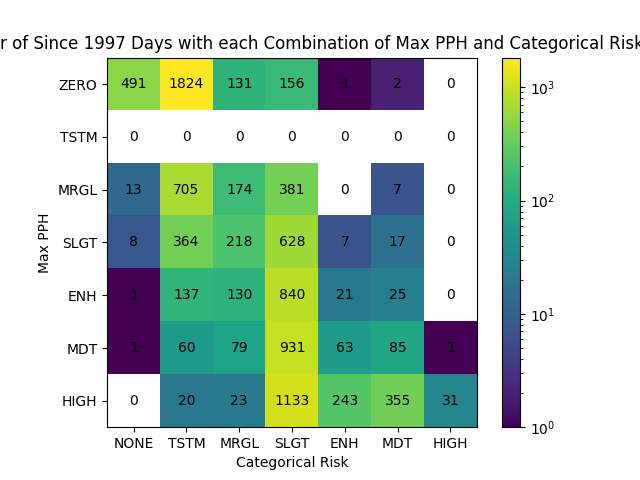 r of Since 1997 Days with each Combination of Max PPH and Categorical Risk
ZERO 491 1824 131 156 1 2 0
TSTM 0 0 0 0 0 0 0
MRGL 13 705 174 381 0 7 0
SLGT 8 364 218 628 7 17 0
ENH 1 137 130 840 21 25 0
MDT 1 60 79 931 63 85 1
HIGH 0 20 23 1133 243 355 31
NONE TSTM MRGL SLGT ENH MDT HIGH
Categorical Risk
Max PPH
10³
10²
10¹
10⁰